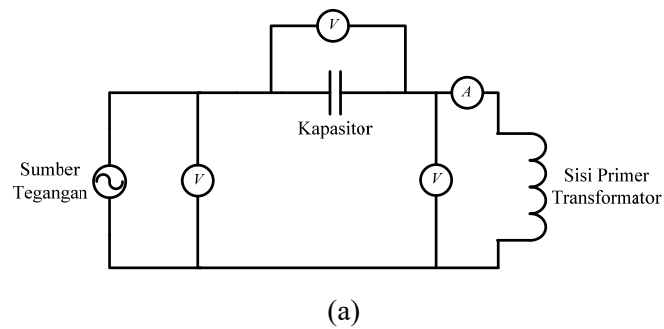 V
Kapasitor
A
Sumber
Tegangan
V
V
Sisi Primer
Transformator
(a)